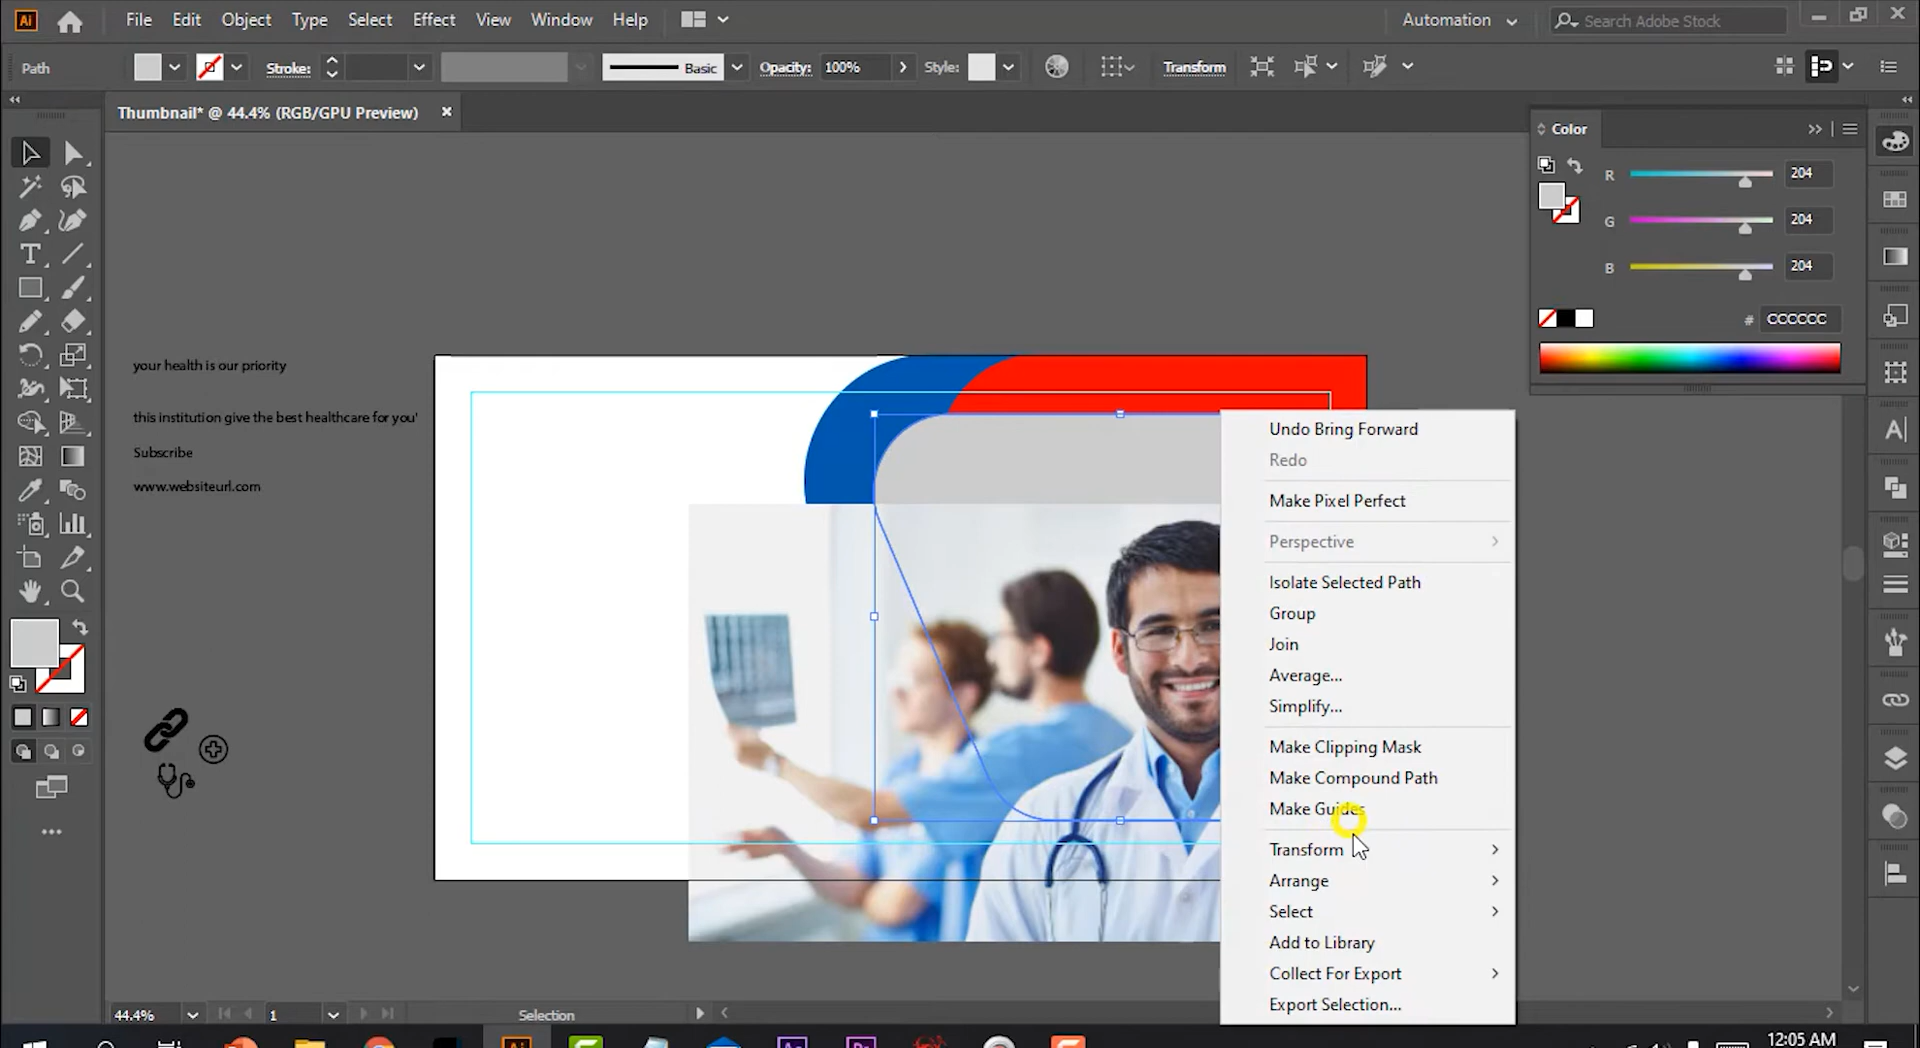 Ai File Edit Object Type Select Effect View Window Help Automation Search Adobe Stock
Path Stroke: Basic Opacity: 100% Style: Transform
Thumbnail* @ 44.4% (RGB/GPU Preview)
Color
R 204
G 204
B 204
# CCCCCC
your health is our priority
this institution give the best healthcare for you'
Subscribe
www.websiteurl.com
Undo Bring Forward
Redo
Make Pixel Perfect
Perspective
Isolate Selected Path
Group
Join
Average...
Simplify...
Make Clipping Mask
Make Compound Path
Make Guides
Transform
Arrange
Select
Add to Library
Collect For Export
Export Selection...
44.4% 1 Selection
12:05 AM